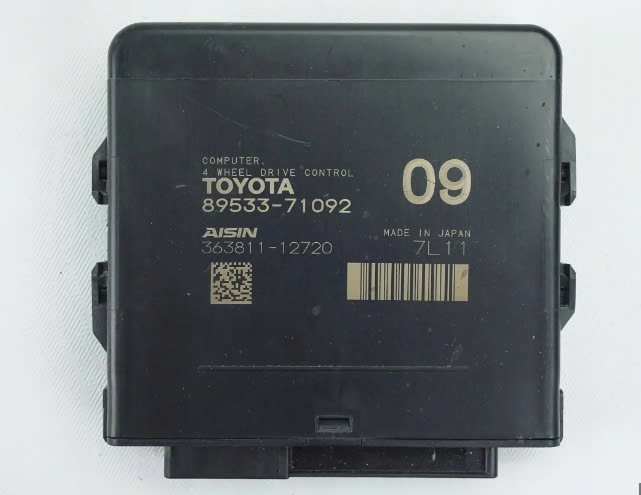 COMPUTER,
4 WHEEL DRIVE CONTROL
TOYOTA
89533-71092
09
AISIN
363811-12720
MADE IN JAPAN
7L11